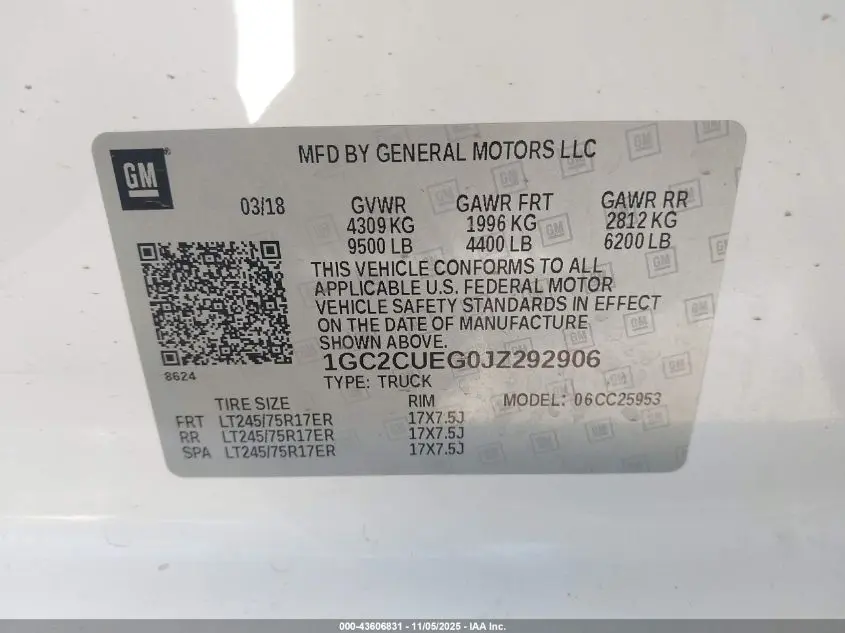 GM
MFD BY GENERAL MOTORS LLC
03/18 GVWR GAWR FRT GAWR RR
4309 KG 1996 KG 2812 KG
9500 LB 4400 LB 6200 LB
THIS VEHICLE CONFORMS TO ALL
APPLICABLE U.S. FEDERAL MOTOR
VEHICLE SAFETY STANDARDS IN EFFECT
ON THE DATE OF MANUFACTURE
SHOWN ABOVE.
1GC2CUEG0JZ292906
8624
TYPE: TRUCK
TIRE SIZE RIM MODEL: 06CC25953
FRT LT245/75R17ER 17X7.5J
RR LT245/75R17ER 17X7.5J
SPA LT245/75R17ER 17X7.5J
000-43606831 - 11/05/2025 - IAA Inc.